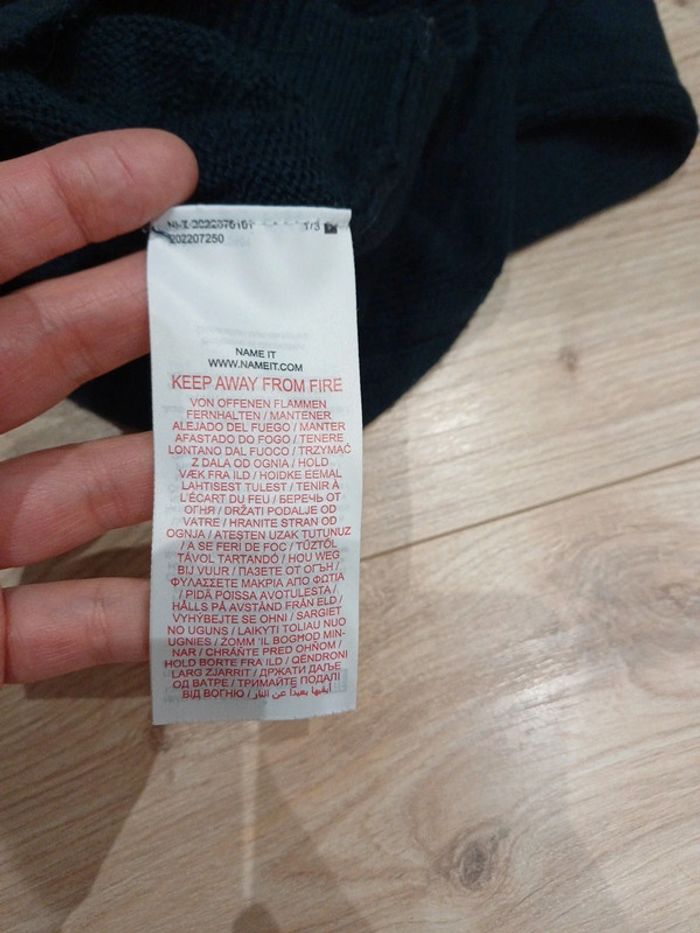 1/3
202207250
NAME IT
WWW.NAMEIT.COM
KEEP AWAY FROM FIRE
VON OFFENEN FLAMMEN
FERNHALTEN / MANTENER
ALEJADO DEL FUEGO / MANTER
AFASTADO DO FOGO / TENERE
LONTANO DAL FUOCO / TRZYMAĆ
Z DALA OD OGNIA / HOLD
VÆK FRA ILD / HOIDKE EEMAL
LAHTISEST TULEST / TENIR À
L'ÉCART DU FEU / БЕРЕЧЬ ОТ
ОГНЯ / DRŽATI PODALJE OD
VATRE / HRANITE STRAN OD
OGNJA / ATEŞTEN UZAK TUTUNUZ
/ A SE FERI DE FOC / TŰZTŐL
TÁVOL TARTANDÓ / HOU WEG
BIJ VUUR / ПАЗЕТЕ ОТ ОГЪН /
ΦΥΛΑΣΣΕΤΕ ΜΑΚΡΙΑ ΑΠΟ ΦΩΤΙΑ
/ PIDÄ POISSA AVOTULESTA /
HÅLLS PÅ AVSTÅND FRÅN ELD /
VYHÝBEJTE SE OHNI / SARGIET
NO UGUNS / LAIKYTI TOLIAU NUO
UGNIES / ŻOMM 'IL BOGĦOD MIN-
NAR / CHRÁŇTE PRED OHŇOM /
HOLD BORTE FRA ILD / QËNDRONI
LARG ZJARRIT / ДРЖАТИ ДАЉЕ
ОД ВАТРЕ / ТРИМАЙТЕ ПОДАЛІ
ВІД ВОГНЮ / أبقيها بعيداً عن النار